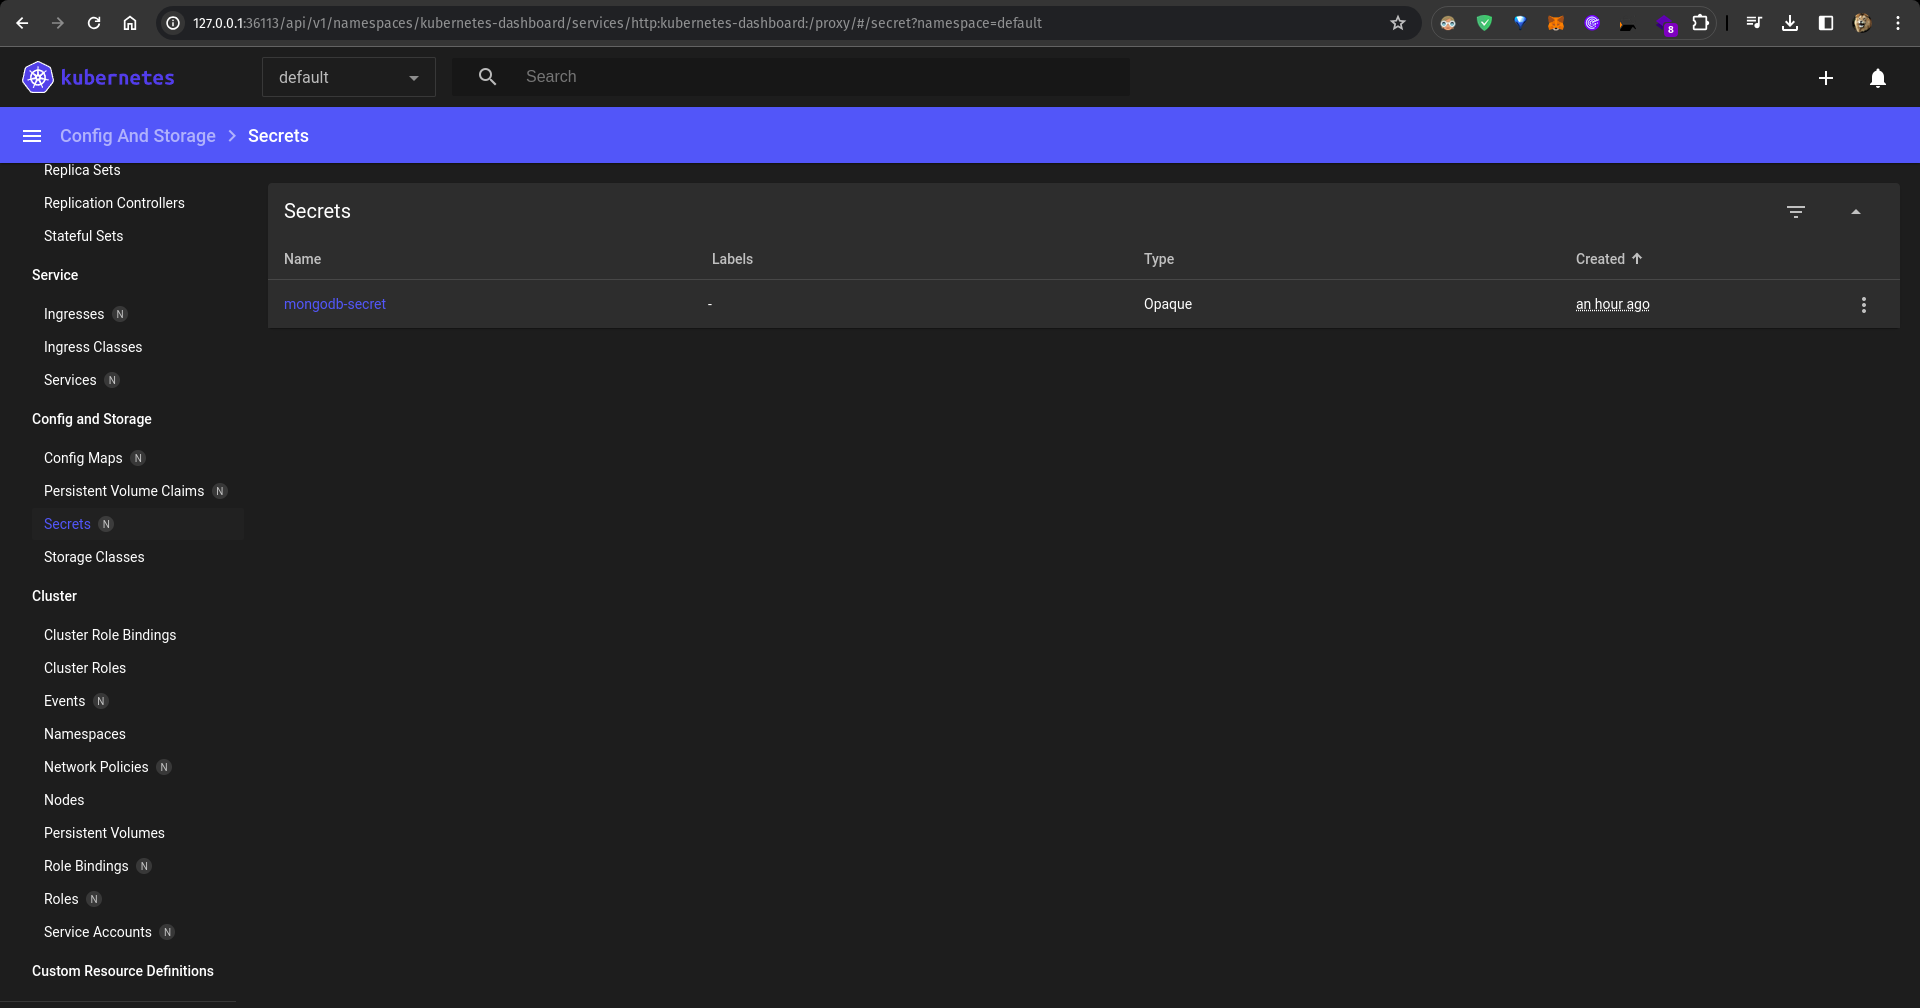 127.0.0.1:36113/api/v1/namespaces/kubernetes-dashboard/services/http:kubernetes-dashboard:/proxy/#/secret?namespace=default
8
kubernetes
default
Search
Config And Storage > Secrets
Replica Sets
Replication Controllers
Stateful Sets
Service
Ingresses N
Ingress Classes
Services N
Config and Storage
Config Maps N
Persistent Volume Claims N
Secrets N
Storage Classes
Cluster
Cluster Role Bindings
Cluster Roles
Events N
Namespaces
Network Policies N
Nodes
Persistent Volumes
Role Bindings N
Roles N
Service Accounts N
Custom Resource Definitions
Secrets
Name Labels Type Created
mongodb-secret - Opaque an hour ago